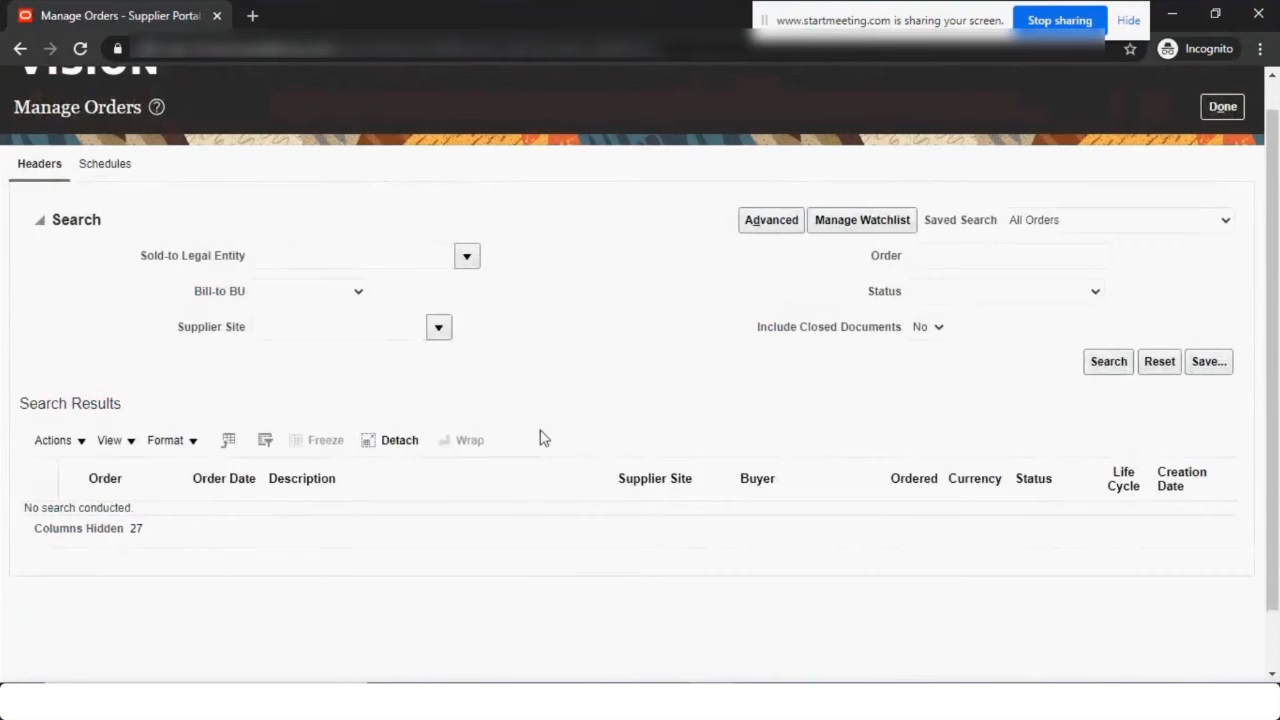 Manage Orders - Supplier Portal
www.startmeeting.com is sharing your screen.
Stop sharing
Hide
Incognito
VISION
Manage Orders
Done
Headers
Schedules
Search
Advanced
Manage Watchlist
Saved Search
All Orders
Sold-to Legal Entity
Order
Bill-to BU
Status
Supplier Site
Include Closed Documents
No
Search
Reset
Save...
Search Results
Actions
View
Format
Freeze
Detach
Wrap
Order
Order Date
Description
Supplier Site
Buyer
Ordered
Currency
Status
Life
Cycle
Creation
Date
No search conducted.
Columns Hidden 27